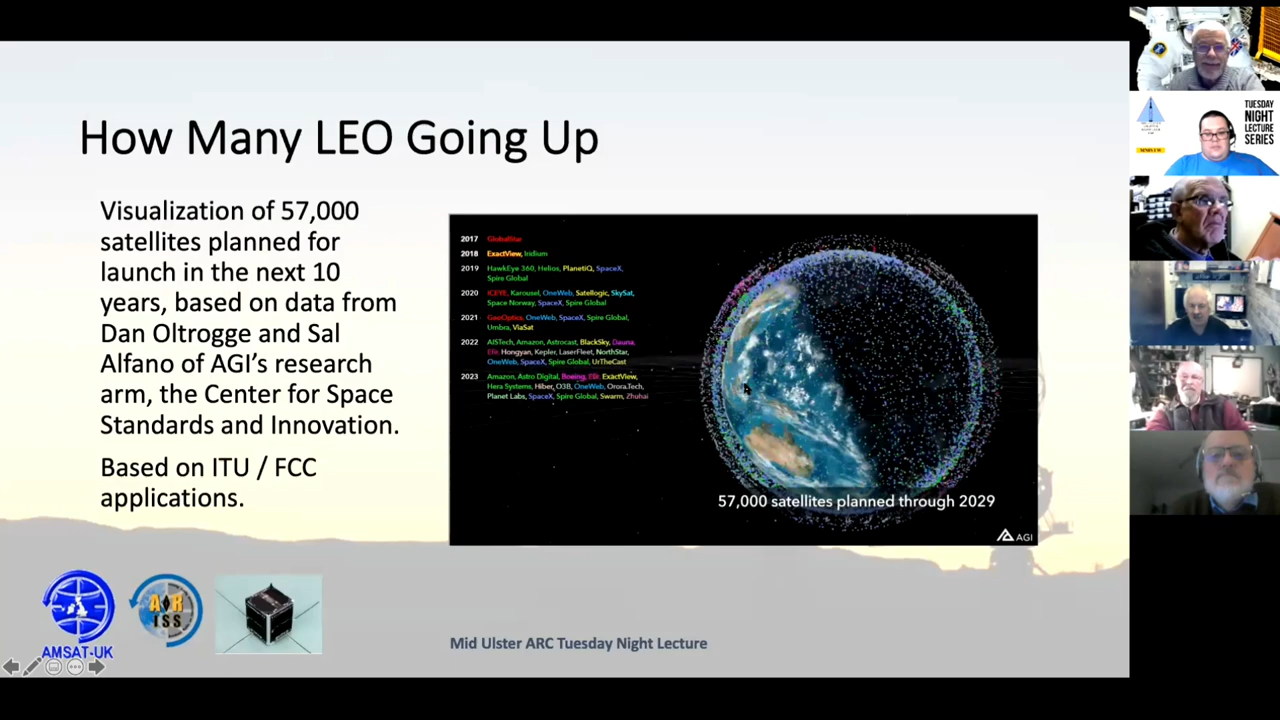 How Many LEO Going Up
Visualization of 57,000
satellites planned for
launch in the next 10
years, based on data from
Dan Oltrogge and Sal
Alfano of AGI's research
arm, the Center for Space
Standards and Innovation.
Based on ITU / FCC
applications.
2017 GlobalStar
2018 ExactView, Iridium
2019 HawkEye 360, Helios, PlanetiQ, SpaceX,
Spire Global
2020 ICEYE, Karousel, OneWeb, Satellogic, SkySat,
Space Norway, SpaceX, Spire Global
2021 GeoOptics, OneWeb, SpaceX, Spire Global,
Umbra, ViaSat
2022 AISTech, Amazon, Astrocast, BlackSky, Dauna,
Hongyan, Kepler, LaserFleet, NorthStar,
OneWeb, SpaceX, Spire Global, UrTheCast
2023 Amazon, Astro Digital, Boeing, ExactView,
Hera Systems, Hiber, O3B, OneWeb, OroraTech,
Planet Labs, SpaceX, Spire Global, Swarm, Zhuhai
57,000 satellites planned through 2029
AGI
AMSAT-UK
ISS
Mid Ulster ARC Tuesday Night Lecture
TUESDAY
NIGHT
LECTURE
SERIES